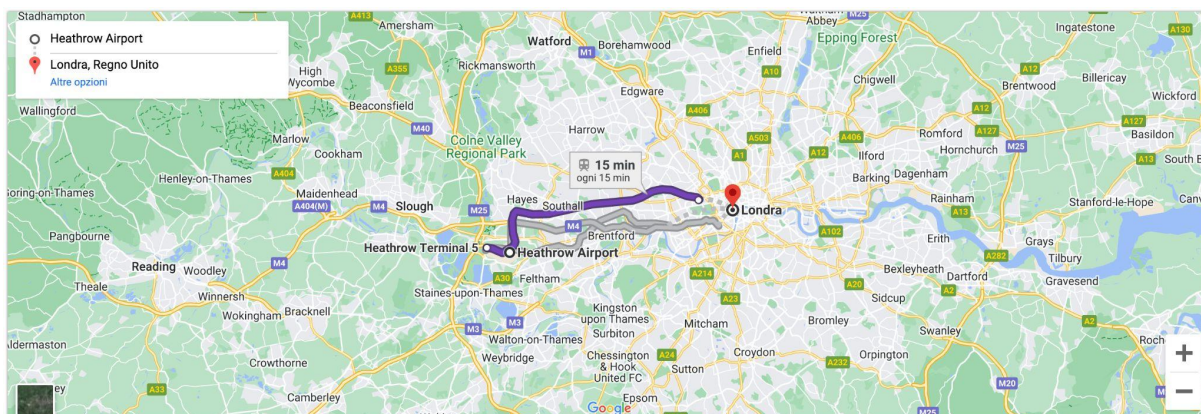 Heathrow Airport
Londra, Regno Unito
Altre opzioni
Stadhampton
A413
Amersham
Watford
M1
Borehamwood
Enfield
Waltham
Abbey
M25
Epping Forest
Ingatestone
A130
High
Wycombe
A355
Rickmansworth
Edgware
A10
Chigwell
Brentwood
A12
Billericay
Wickford
Wallingford
Beaconsfield
A406
A127
Marlow
M40
Colne Valley
Regional Park
Harrow
A503
A406
Romford
A127
Basildon
Cookham
A1
A12
Ilford
Hornchurch
M25
A13
South B
Goring-on-Thames
Henley-on-Thames
A404
15 min
ogni 15 min
Barking
Dagenham
Maidenhead
A404(M)
M4
Slough
M25
Hayes
Southall
Rainham
A13
Stanford-le-Hope
Pangbourne
M4
Brentford
Londra
A102
Erith
A282
Grays
Tilbury
Heathrow Terminal 5
Heathrow Airport
Reading
Woodley
M4
A30
Feltham
A214
Bexleyheath
Dartford
A2
Gravesend
Theale
Winnersh
Staines-upon-Thames
Kingston
upon Thames
A23
A20
Sidcup
Wokingham
Bracknell
M3
M3
Walton-on-Thames
Surbiton
Mitcham
Bromley
Swanley
A2
Aldermaston
Weybridge
Chessington
& Hook
United FC
A24
Sutton
Croydon
A232
Orpington
Crowthorne
A33
Camberley
Epsom
M25
M20
Google